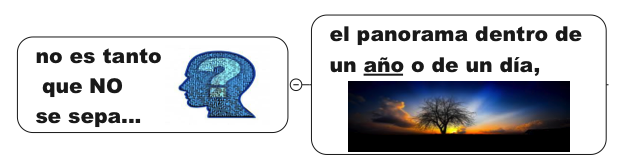 no es tanto
que NO
se sepa...
el panorama dentro de
un año o de un día,